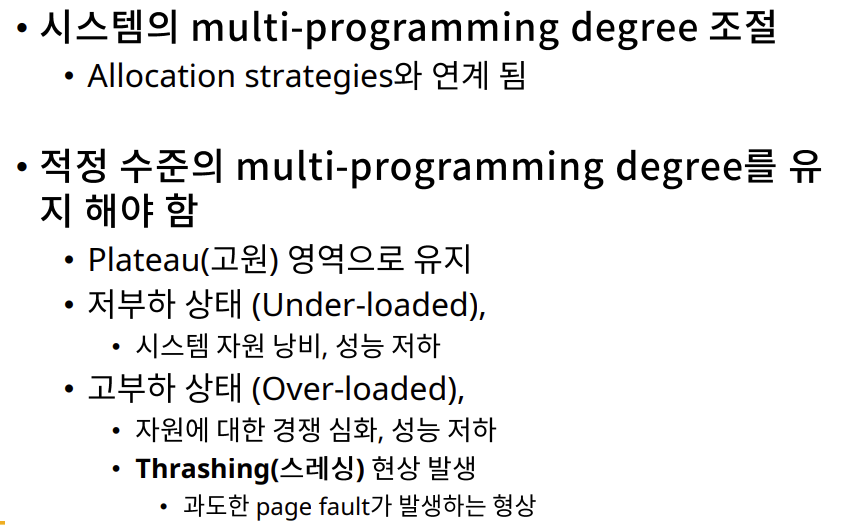 • 시스템의 multi-programming degree 조절
• Allocation strategies와 연계 됨
• 적정 수준의 multi-programming degree를 유
지 해야 함
• Plateau(고원) 영역으로 유지
• 저부하 상태 (Under-loaded),
• 시스템 자원 낭비, 성능 저하
• 고부하 상태 (Over-loaded),
• 자원에 대한 경쟁 심화, 성능 저하
• Thrashing(스레싱) 현상 발생
• 과도한 page fault가 발생하는 형상